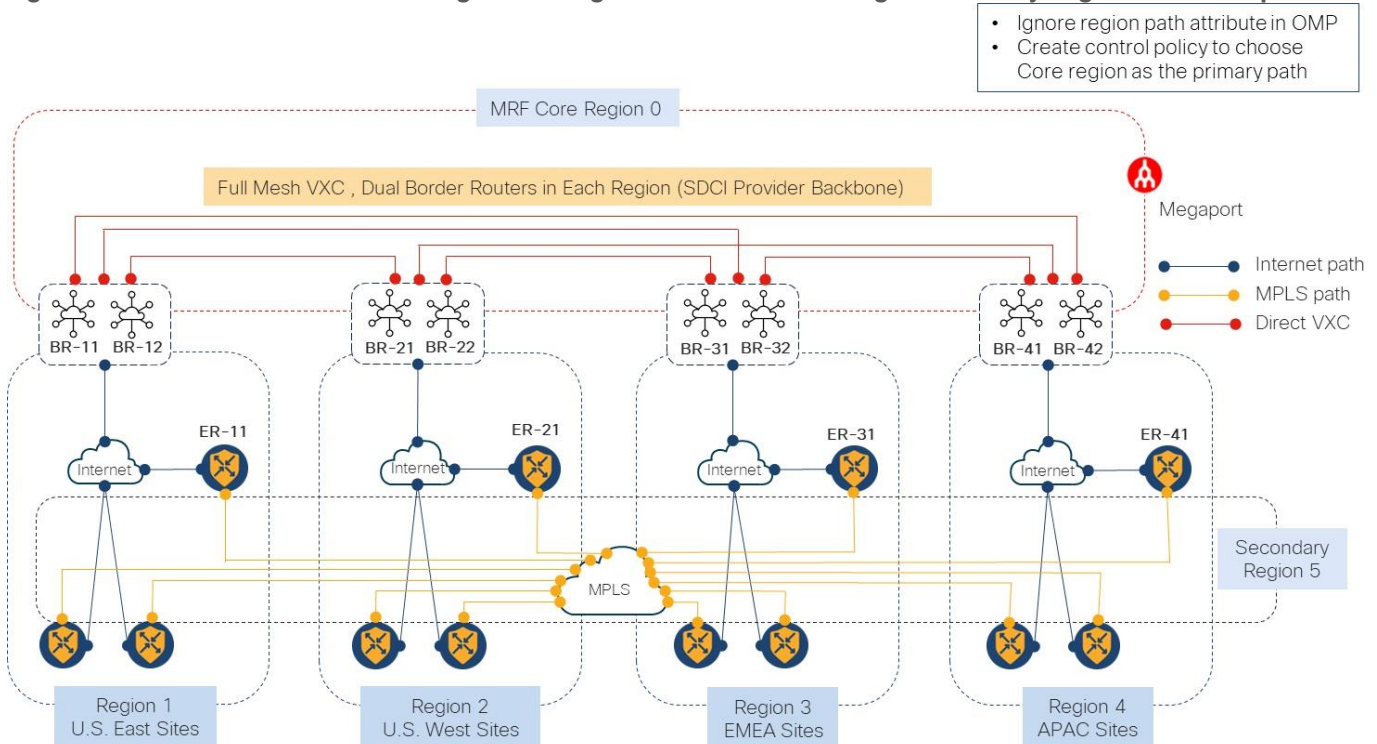 • Ignore region path attribute in OMP
• Create control policy to choose
Core region as the primary path
MRF Core Region 0
Full Mesh VXC , Dual Border Routers in Each Region (SDCI Provider Backbone)
Megaport
Internet path
MPLS path
Direct VXC
BR-11 BR-12
BR-21 BR-22
BR-31 BR-32
BR-41 BR-42
ER-11
ER-21
ER-31
ER-41
Internet
Internet
Internet
Internet
Secondary
Region 5
MPLS
Region 1
U.S. East Sites
Region 2
U.S. West Sites
Region 3
EMEA Sites
Region 4
APAC Sites